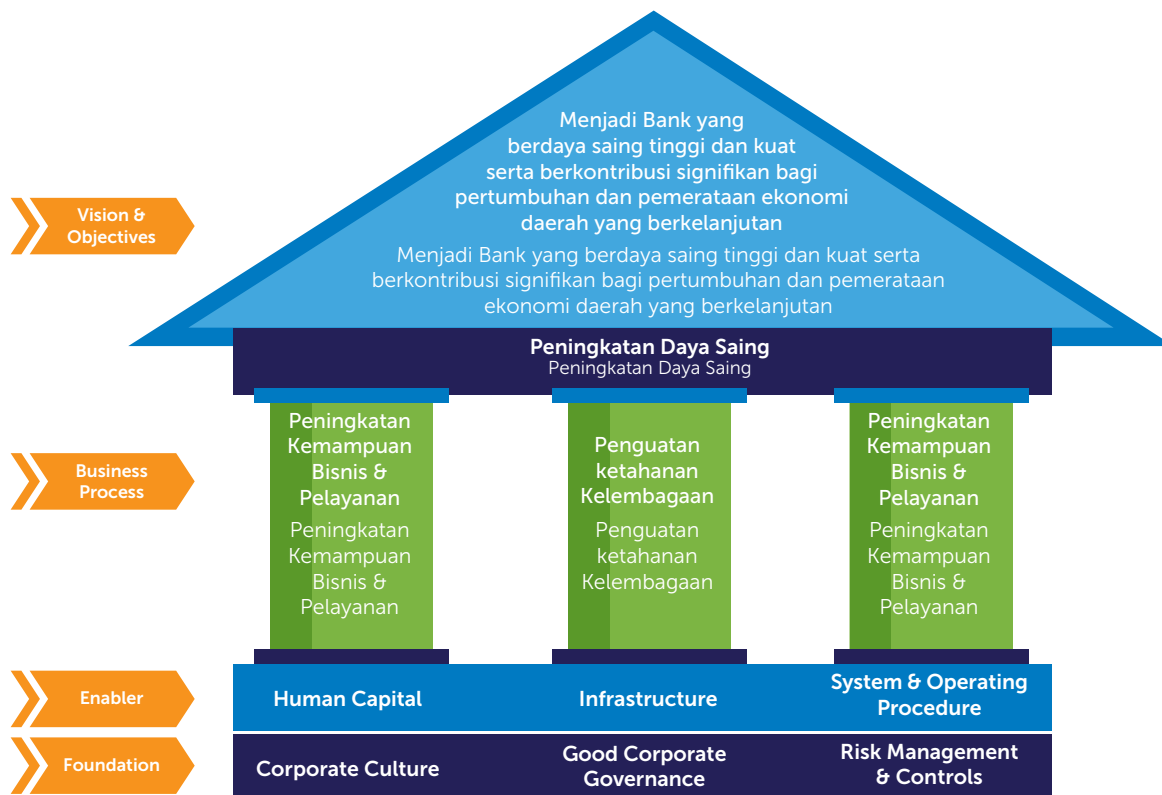 Menjadi Bank yang
berdaya saing tinggi dan kuat
serta berkontribusi signifikan bagi
pertumbuhan dan pemerataan ekonomi
daerah yang berkelanjutan
Menjadi Bank yang berdaya saing tinggi dan kuat serta
berkontribusi signifikan bagi pertumbuhan dan pemerataan
ekonomi daerah yang berkelanjutan
Vision &
Objectives
Peningkatan Daya Saing
Peningkatan Daya Saing
Business
Process
Peningkatan
Kemampuan
Bisnis &
Pelayanan
Peningkatan
Kemampuan
Bisnis &
Pelayanan
Penguatan
ketahanan
Kelembagaan
Penguatan
ketahanan
Kelembagaan
Peningkatan
Kemampuan
Bisnis &
Pelayanan
Peningkatan
Kemampuan
Bisnis &
Pelayanan
Enabler
Human Capital
Infrastructure
System & Operating
Procedure
Foundation
Corporate Culture
Good Corporate
Governance
Risk Management
& Controls